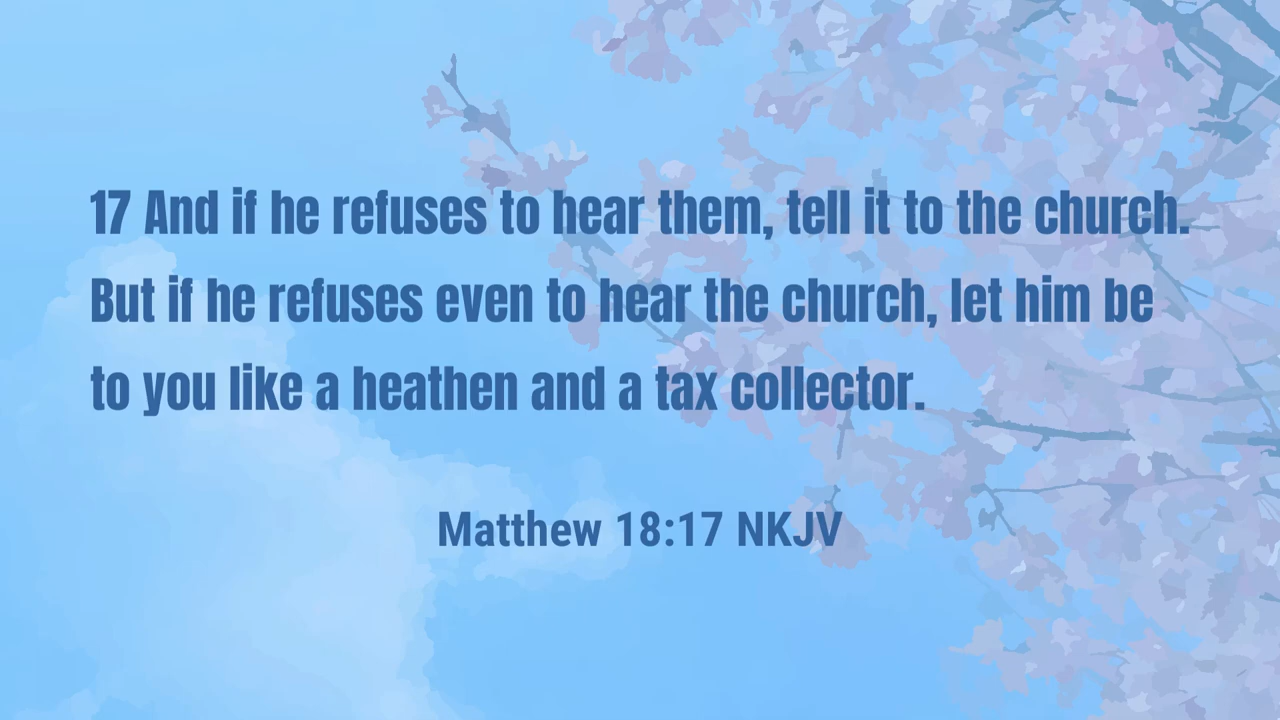 17 And if he refuses to hear them, tell it to the church.
But if he refuses even to hear the church, let him be
to you like a heathen and a tax collector.
Matthew 18:17 NKJV